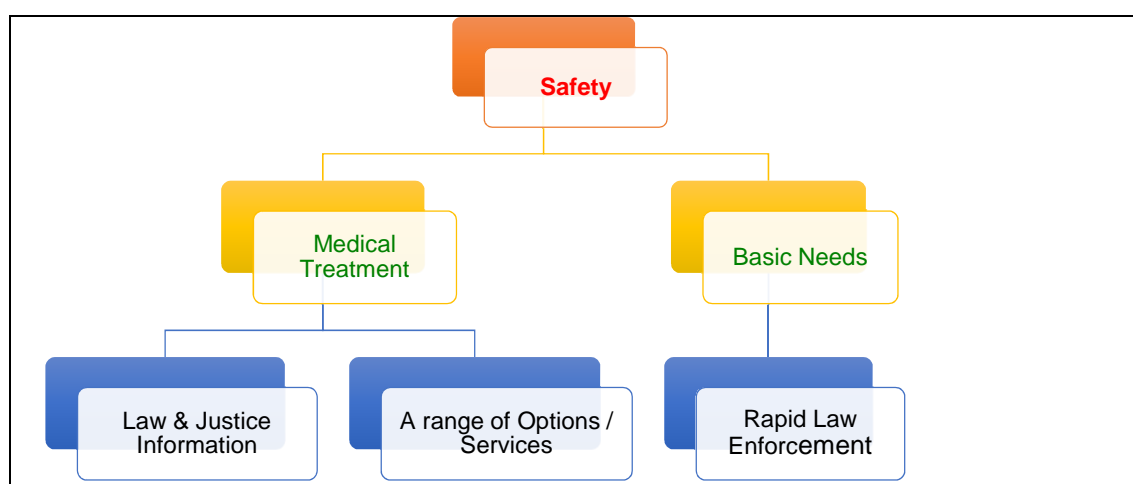 Safety
Medical
Treatment
Basic Needs
Law & Justice
Information
A range of Options /
Services
Rapid Law
Enforcement